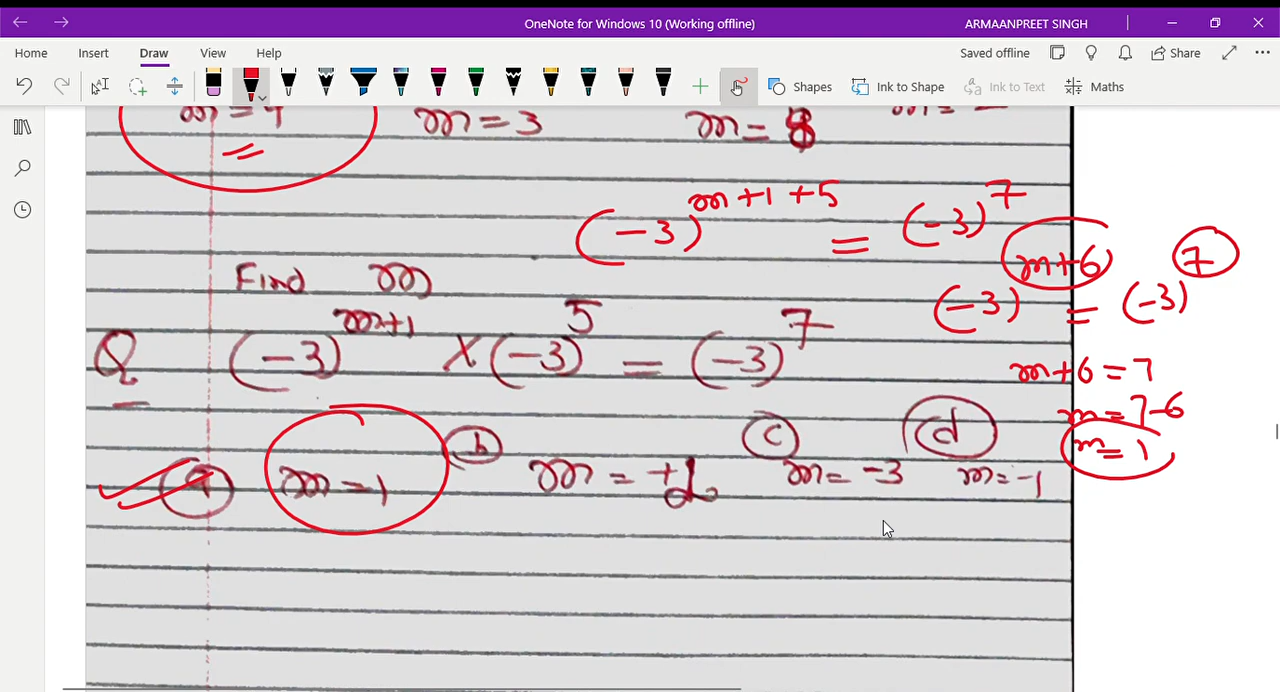 OneNote for Windows 10 (Working offline)
ARMAANPREET SINGH
Home Insert Draw View Help
Saved offline Share
Shapes Ink to Shape Ink to Text Maths
m = 4 m = 3 m = 8
(-3)^{m+1+5} = (-3)^7
(-3)^{m+6} = (-3)^7
m+6 = 7
m = 7-6
m = 1
Find m
Q (-3)^{m+1} × (-3)^5 = (-3)^7
a m = 1 b m = +2 c m = -3 d m = -1